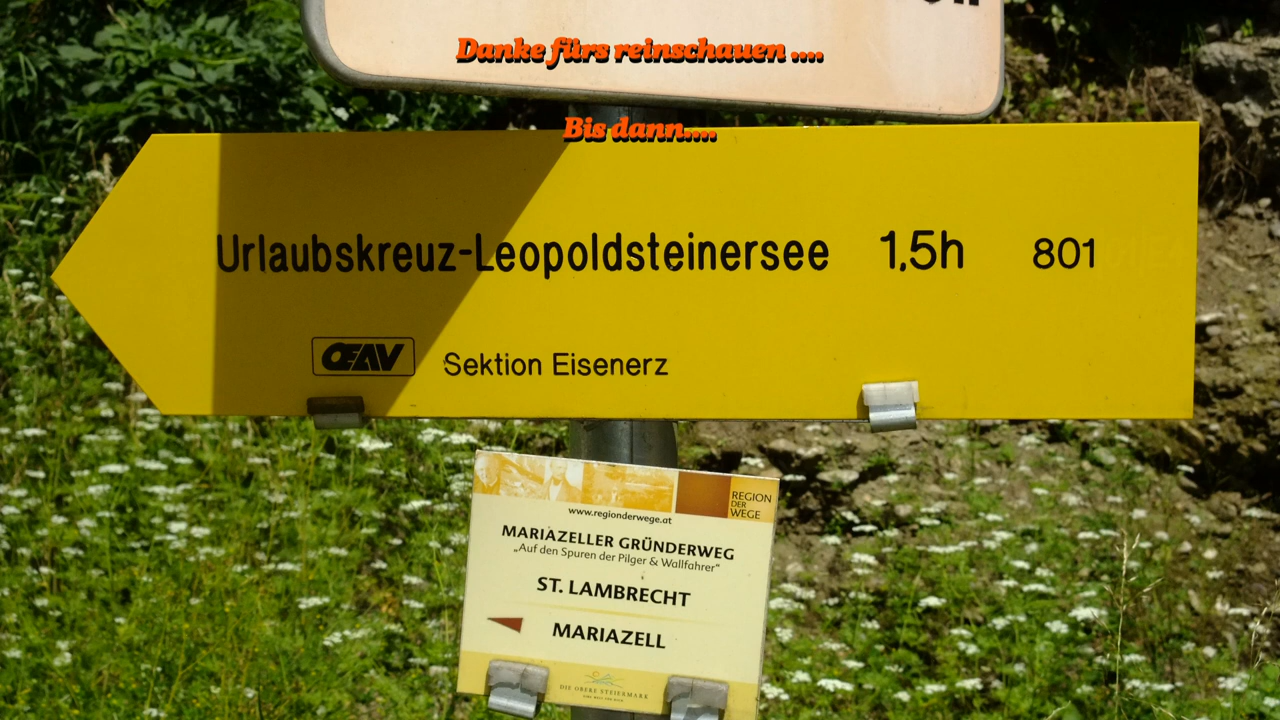 Danke fürs reinschauen ....
Bis dann....
Urlaubskreuz-Leopoldsteinersee 1,5h 801
ŒAV Sektion Eisenerz
REGION
DER
WEGE
www.regionderwege.at
MARIAZELLER GRÜNDERWEG
„Auf den Spuren der Pilger & Wallfahrer“
ST. LAMBRECHT
MARIAZELL
DIE OBERE STEIERMARK